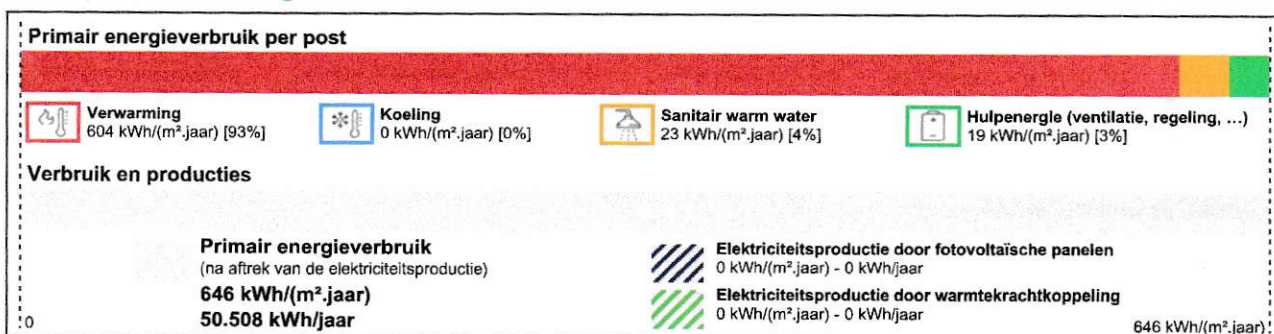 Primair energieverbruik per post
Verwarming
604 kWh/(m².jaar) [93%]
Koeling
0 kWh/(m².jaar) [0%]
Sanitair warm water
23 kWh/(m².jaar) [4%]
Hulpenergie (ventilatie, regeling, ...)
19 kWh/(m².jaar) [3%]
Verbruik en producties
Primair energieverbruik
(na aftrek van de elektriciteitsproductie)
646 kWh/(m².jaar)
50.508 kWh/jaar
Elektriciteitsproductie door fotovoltaïsche panelen
0 kWh/(m².jaar) - 0 kWh/jaar
Elektriciteitsproductie door warmtekrachtkoppeling
0 kWh/(m².jaar) - 0 kWh/jaar
0
646 kWh/(m².jaar)